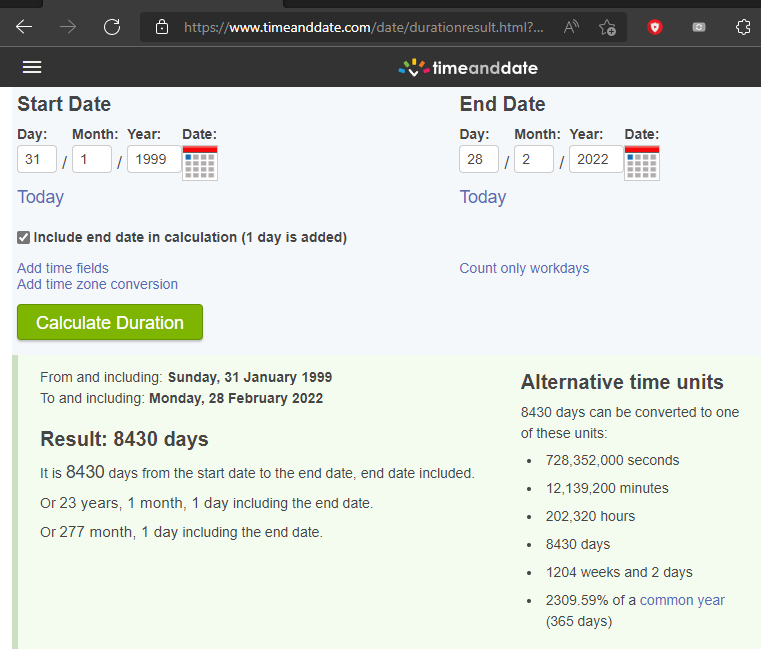 https://www.timeanddate.com/date/durationresult.html?...
timeanddate
Start Date
Day: Month: Year: Date:
31 / 1 / 1999
Today
End Date
Day: Month: Year: Date:
28 / 2 / 2022
Today
Include end date in calculation (1 day is added)
Add time fields
Add time zone conversion
Count only workdays
Calculate Duration
From and including: Sunday, 31 January 1999
To and including: Monday, 28 February 2022
Result: 8430 days
It is 8430 days from the start date to the end date, end date included.
Or 23 years, 1 month, 1 day including the end date.
Or 277 month, 1 day including the end date.
Alternative time units
8430 days can be converted to one
of these units:
• 728,352,000 seconds
• 12,139,200 minutes
• 202,320 hours
• 8430 days
• 1204 weeks and 2 days
• 2309.59% of a common year
(365 days)